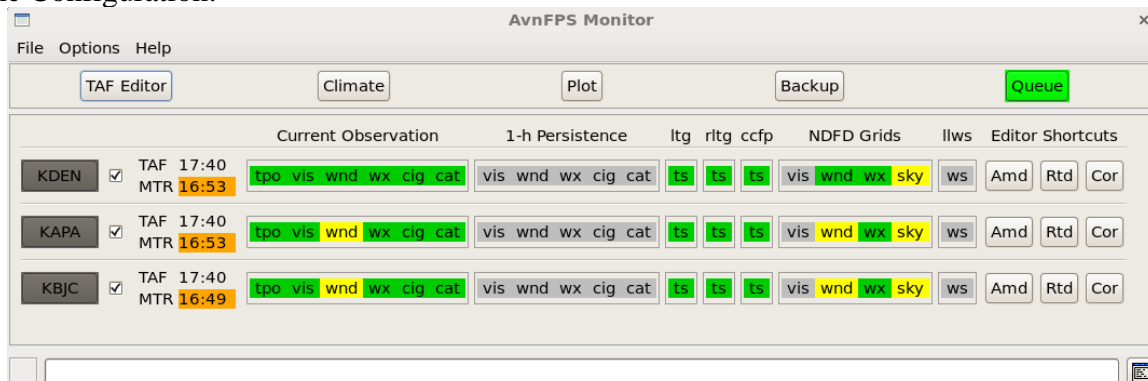 AvnFPS Monitor
File Options Help
TAF Editor Climate Plot Backup Queue
Current Observation 1-h Persistence ltg rltg ccfp NDFD Grids llws Editor Shortcuts
KDEN TAF 17:40 tpo vis wnd wx cig cat vis wnd wx cig cat ts ts ts vis wnd wx sky ws Amd Rtd Cor
MTR 16:53
KAPA TAF 17:40 tpo vis wnd wx cig cat vis wnd wx cig cat ts ts ts vis wnd wx sky ws Amd Rtd Cor
MTR 16:53
KBJC TAF 17:40 tpo vis wnd wx cig cat vis wnd wx cig cat ts ts ts vis wnd wx sky ws Amd Rtd Cor
MTR 16:49